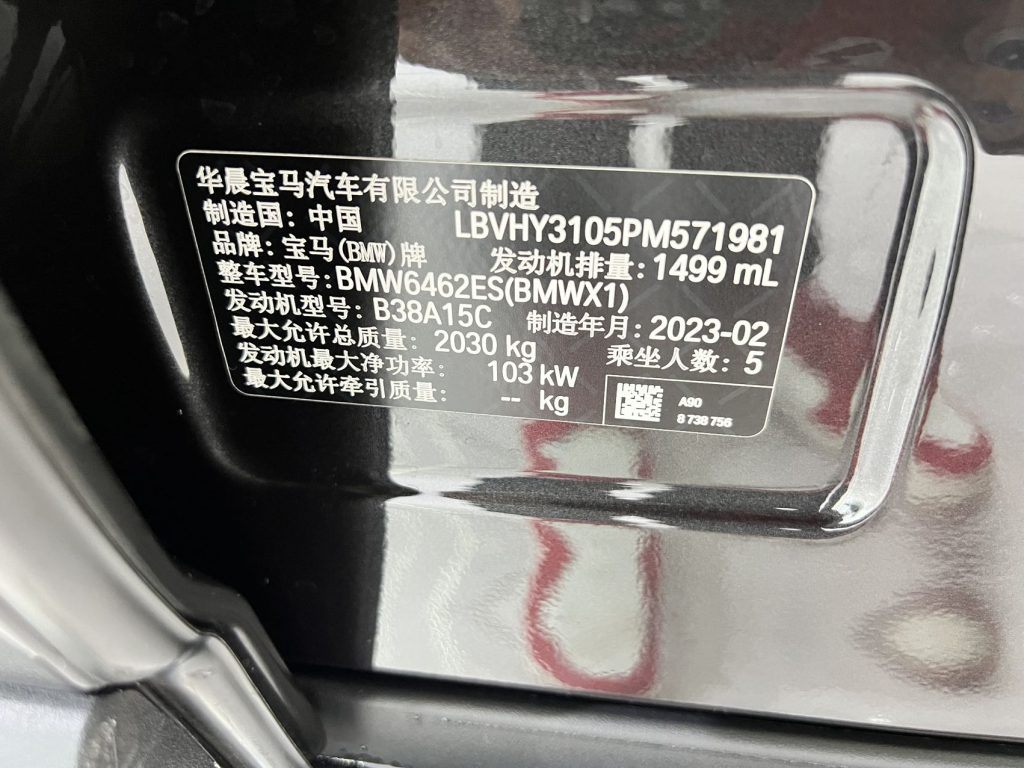 华晨宝马汽车有限公司制造
制造国: 中国 LBVHY3105PM571981
品牌: 宝马(BMW)牌 发动机排量: 1499 mL
整车型号: BMW6462ES(BMWX1)
发动机型号: B38A15C 制造年月: 2023-02
最大允许总质量: 2030 kg 乘坐人数: 5
发动机最大净功率: 103 kW
最大允许牵引质量: -- kg
A90
8 738 756